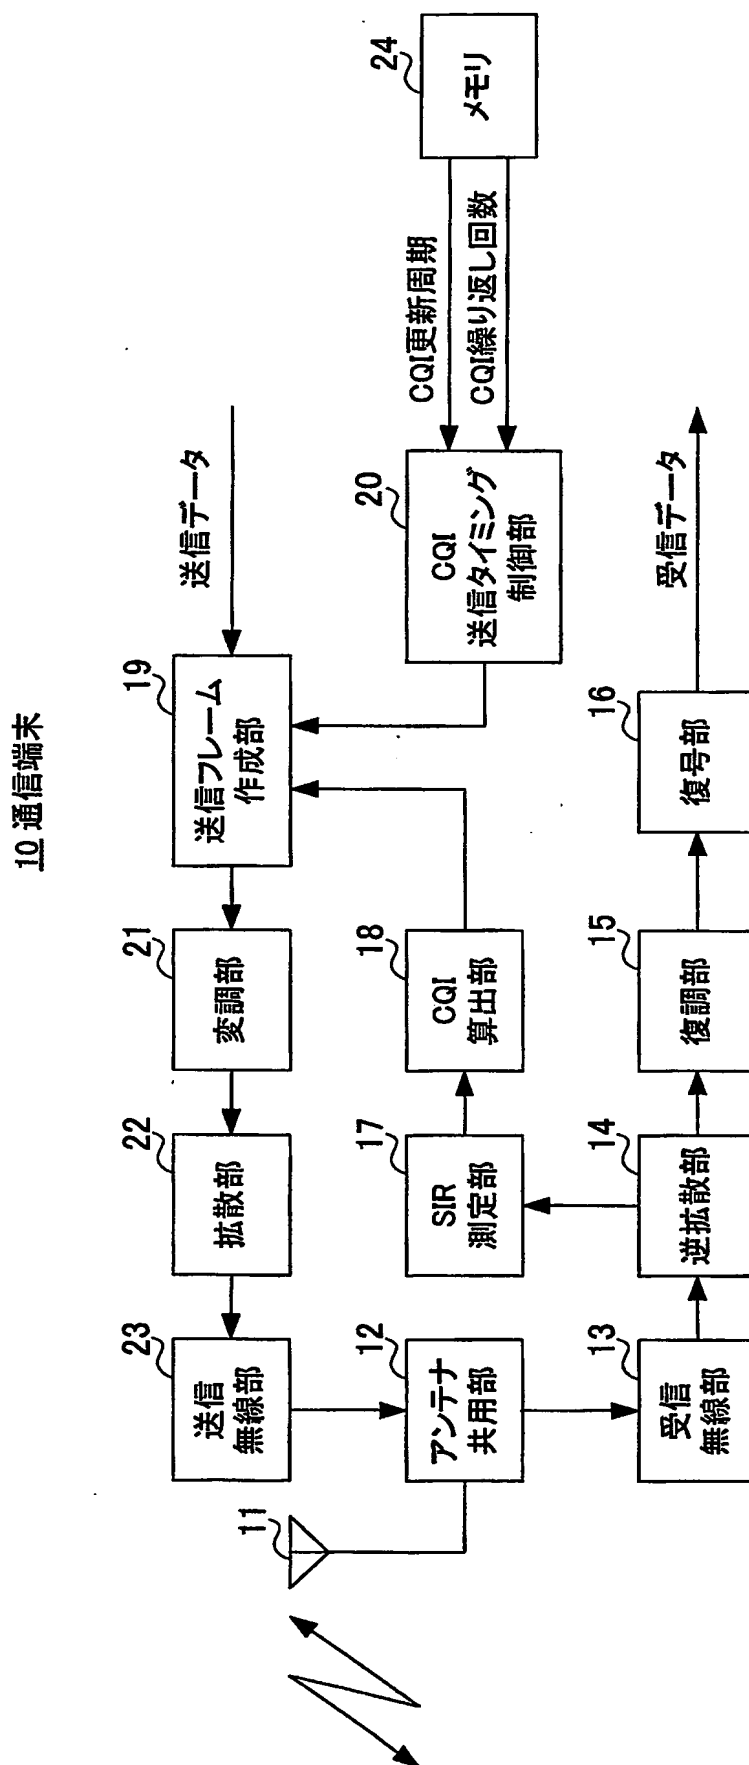 10 通信端末
11
23
送信
無線部
22
拡散部
21
変調部
19
送信フレーム
作成部
送信データ
12
アンテナ
共用部
17
SIR
測定部
18
CQI
算出部
20
CQI
送信タイミング
制御部
CQI更新周期
CQI繰り返し回数
24
メモリ
13
受信
無線部
14
逆拡散部
15
復調部
16
復号部
受信データ